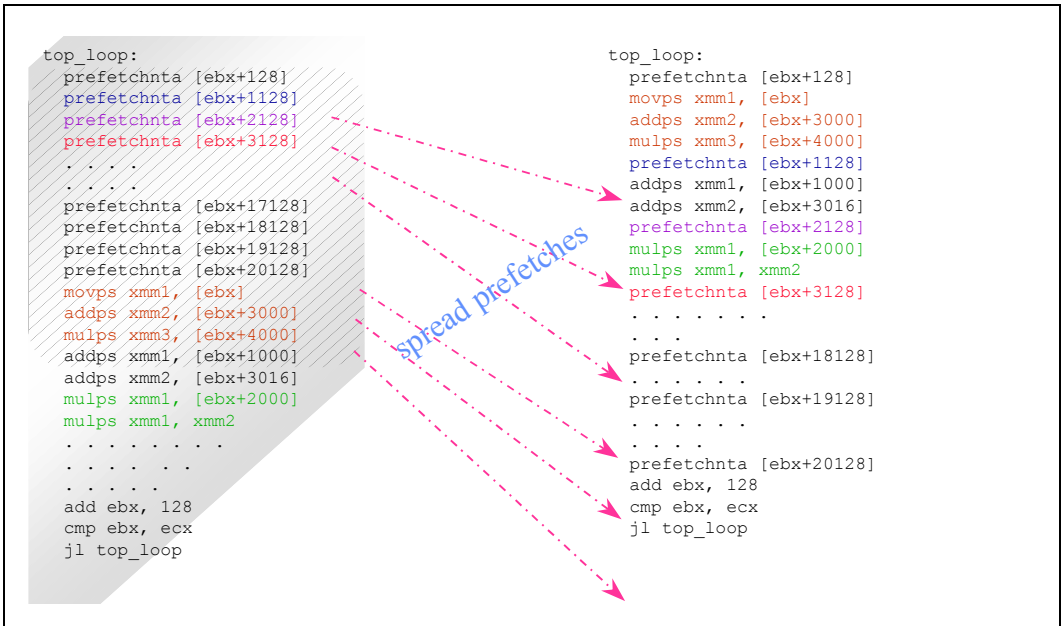 top_loop:
prefetchnta [ebx+128]
prefetchnta [ebx+1128]
prefetchnta [ebx+2128]
prefetchnta [ebx+3128]
. . . .
. . . .
prefetchnta [ebx+17128]
prefetchnta [ebx+18128]
prefetchnta [ebx+19128]
prefetchnta [ebx+20128]
movps xmm1, [ebx]
addps xmm2, [ebx+3000]
mulps xmm3, [ebx+4000]
addps xmm1, [ebx+1000]
addps xmm2, [ebx+3016]
mulps xmm1, [ebx+2000]
mulps xmm1, xmm2
. . . . . . . .
. . . . . .
. . . . .
add ebx, 128
cmp ebx, ecx
jl top_loop
spread prefetches
top_loop:
prefetchnta [ebx+128]
movps xmm1, [ebx]
addps xmm2, [ebx+3000]
mulps xmm3, [ebx+4000]
prefetchnta [ebx+1128]
addps xmm1, [ebx+1000]
addps xmm2, [ebx+3016]
prefetchnta [ebx+2128]
mulps xmm1, [ebx+2000]
mulps xmm1, xmm2
prefetchnta [ebx+3128]
. . . . . . .
. . .
prefetchnta [ebx+18128]
. . . . . .
prefetchnta [ebx+19128]
. . . . . .
. . . .
prefetchnta [ebx+20128]
add ebx, 128
cmp ebx, ecx
jl top_loop